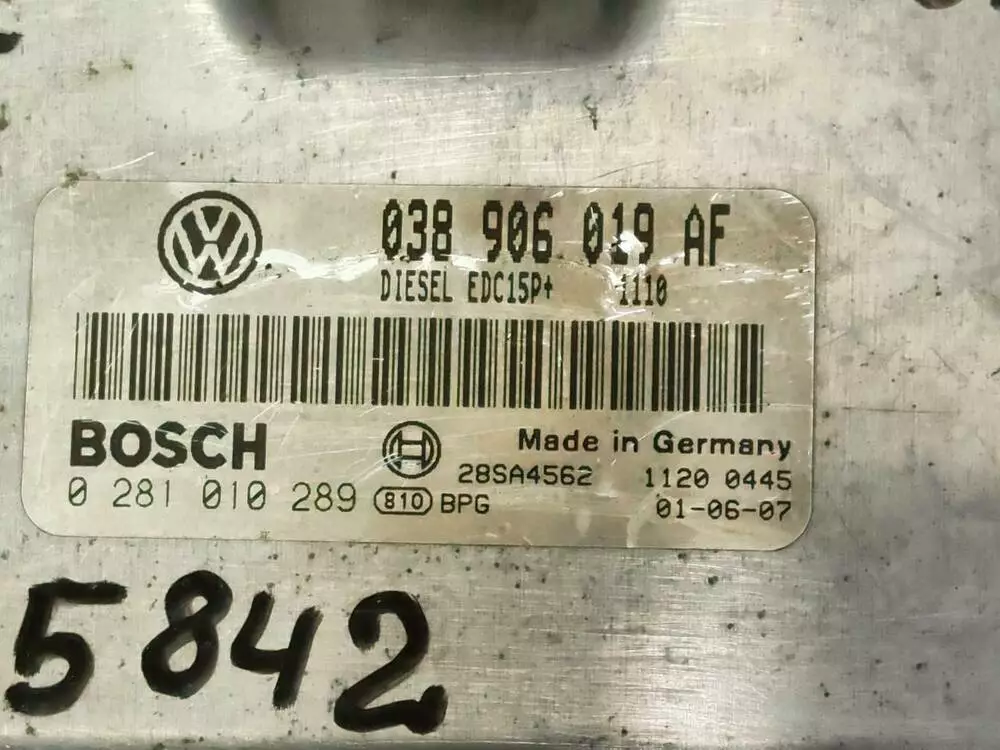 038 906 019 AF
DIESEL EDC15P+ 1110
BOSCH
Made in Germany
28SA4562 1120 0445
0 281 010 289 810 BPG 01-06-07
5842